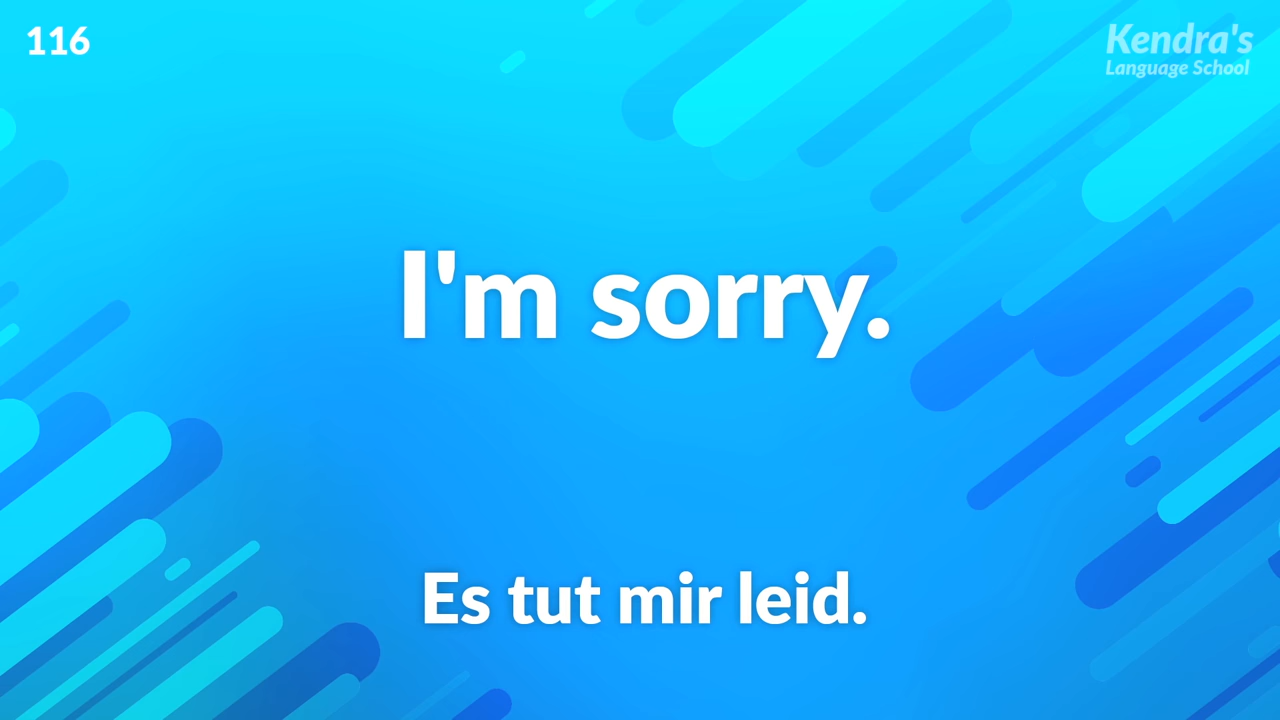 116
Kendra's
Language School
I'm sorry.
Es tut mir leid.